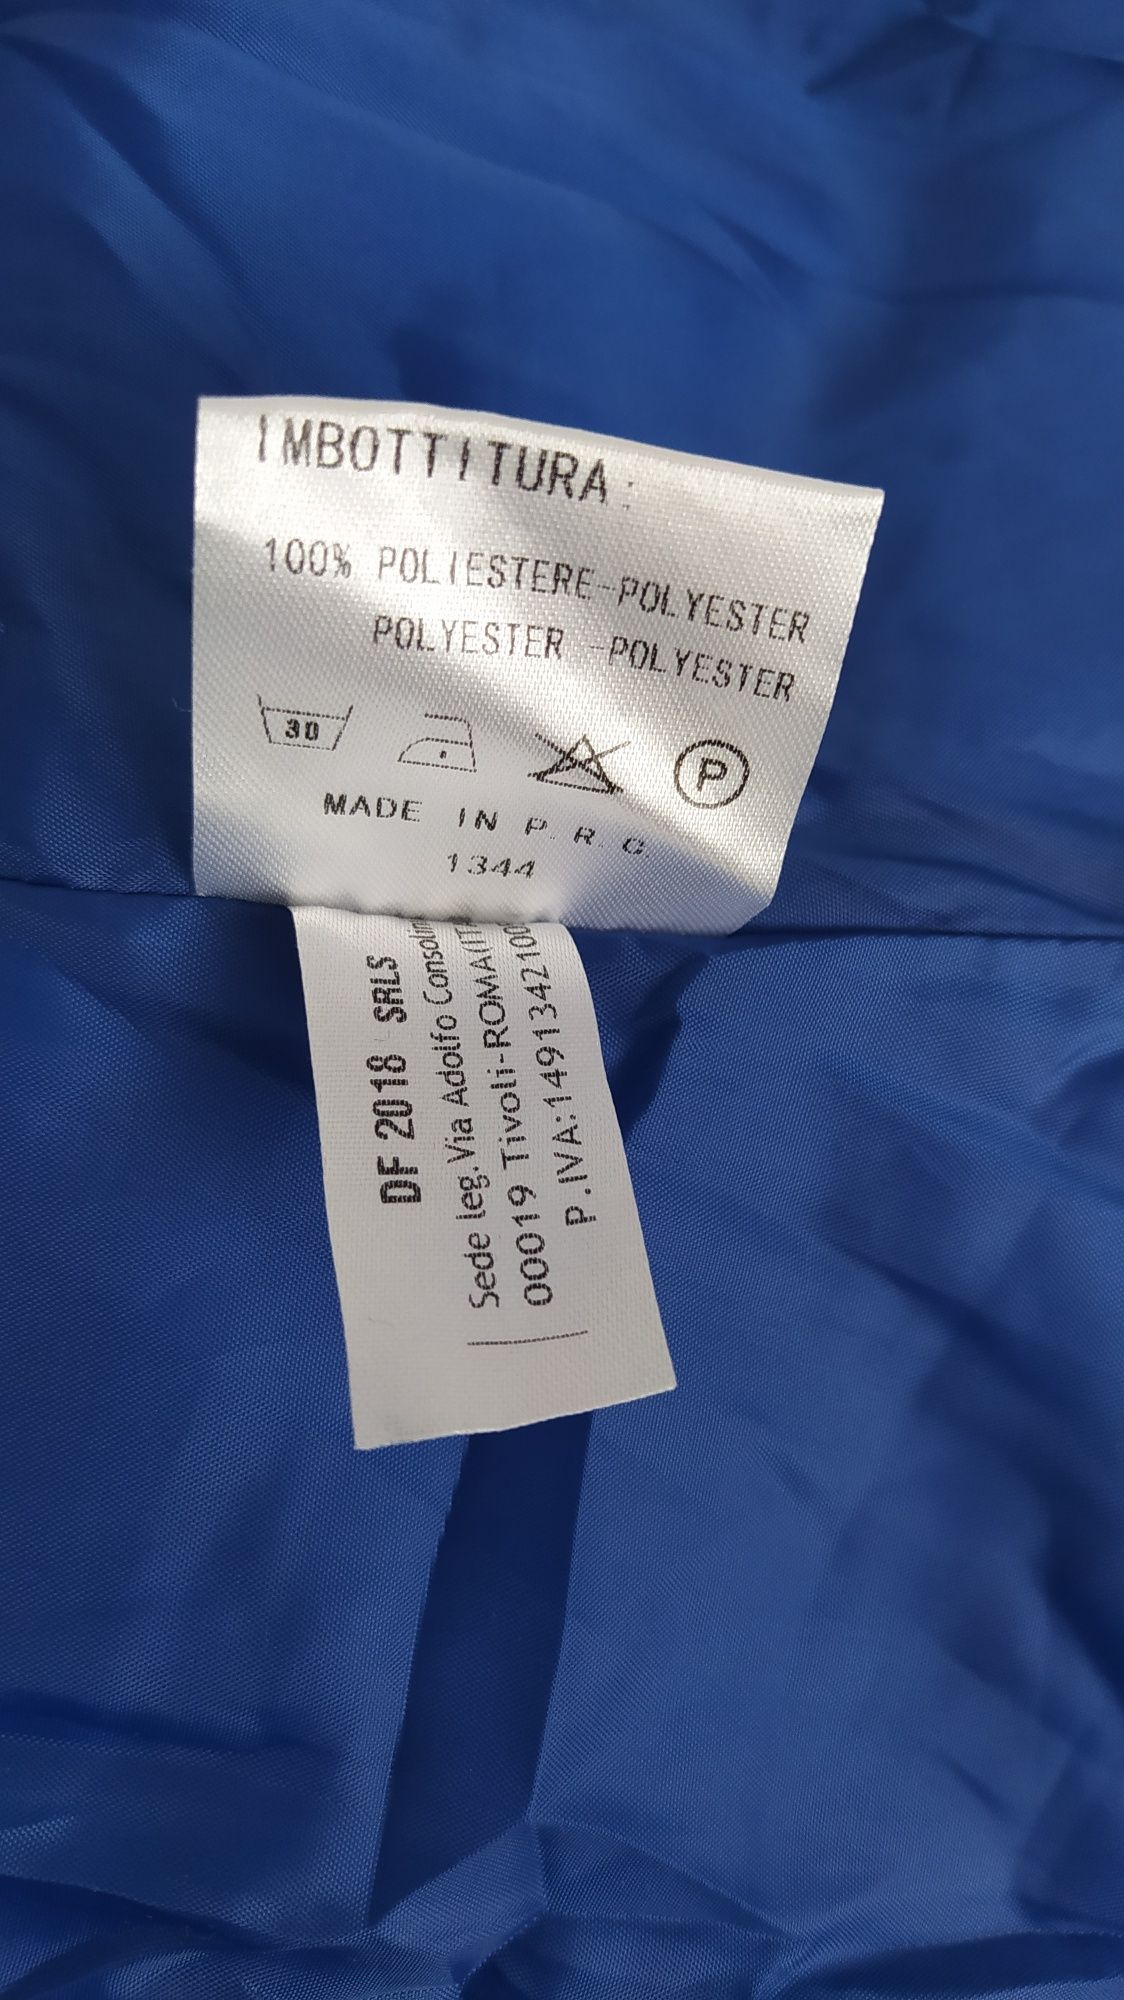 IMBOTTITURA:
100% POLIESTERE-POLYESTER
POLYESTER -POLYESTER
30
P
MADE IN P.R.C.
1344
DF 2018 SRLS
Sede leg.Via Adolfo
00019 Tivoli-ROMA
P.IVA: